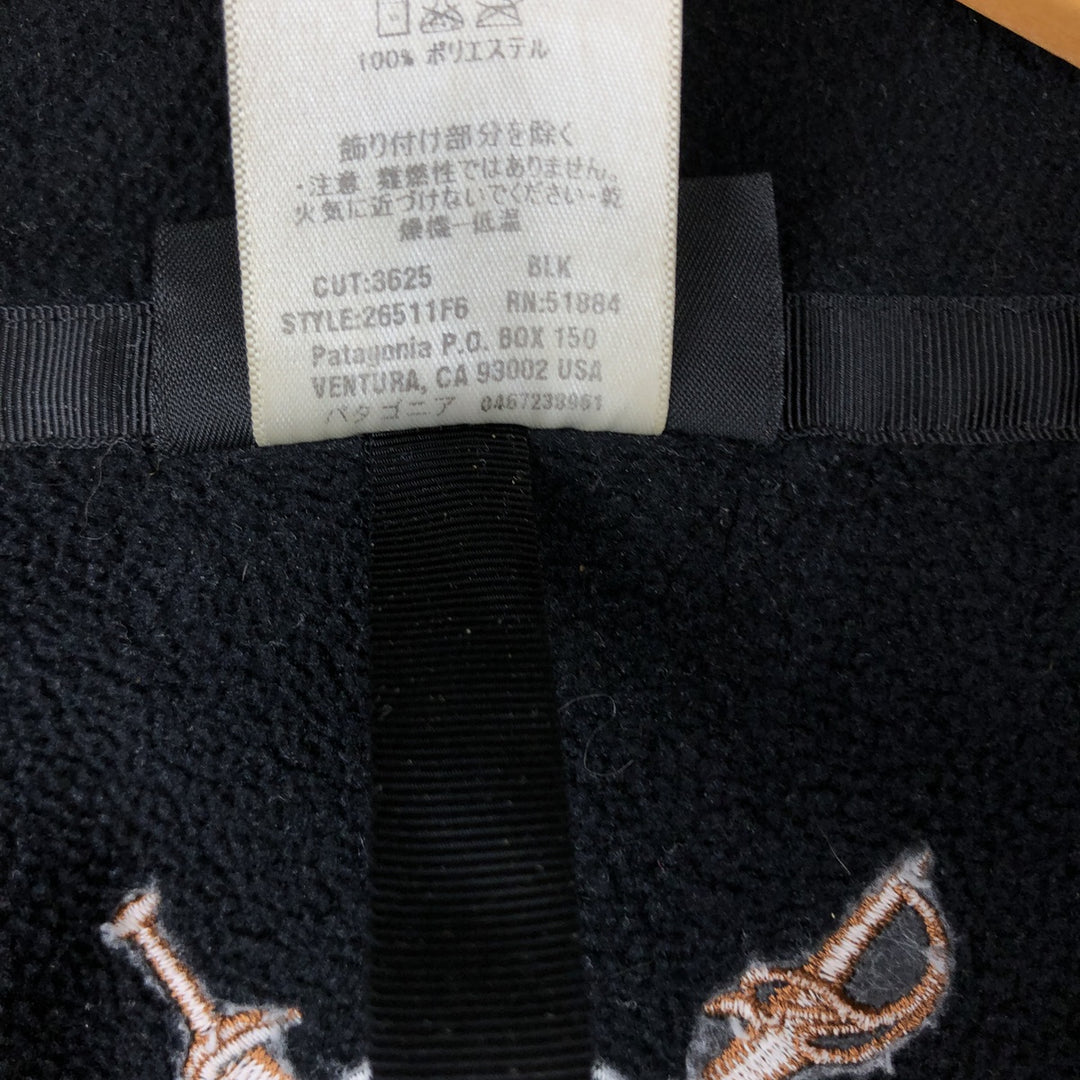 100% ポリエステル
飾り付け部分を除く
・注意 難燃性ではありません。
火気に近づけないでください-乾
燥機-低温
CUT:3625 BLK
STYLE:26511F6 RN:51884
Patagonia P.O. BOX 150
VENTURA, CA 93002 USA
パタゴニア 0467238961